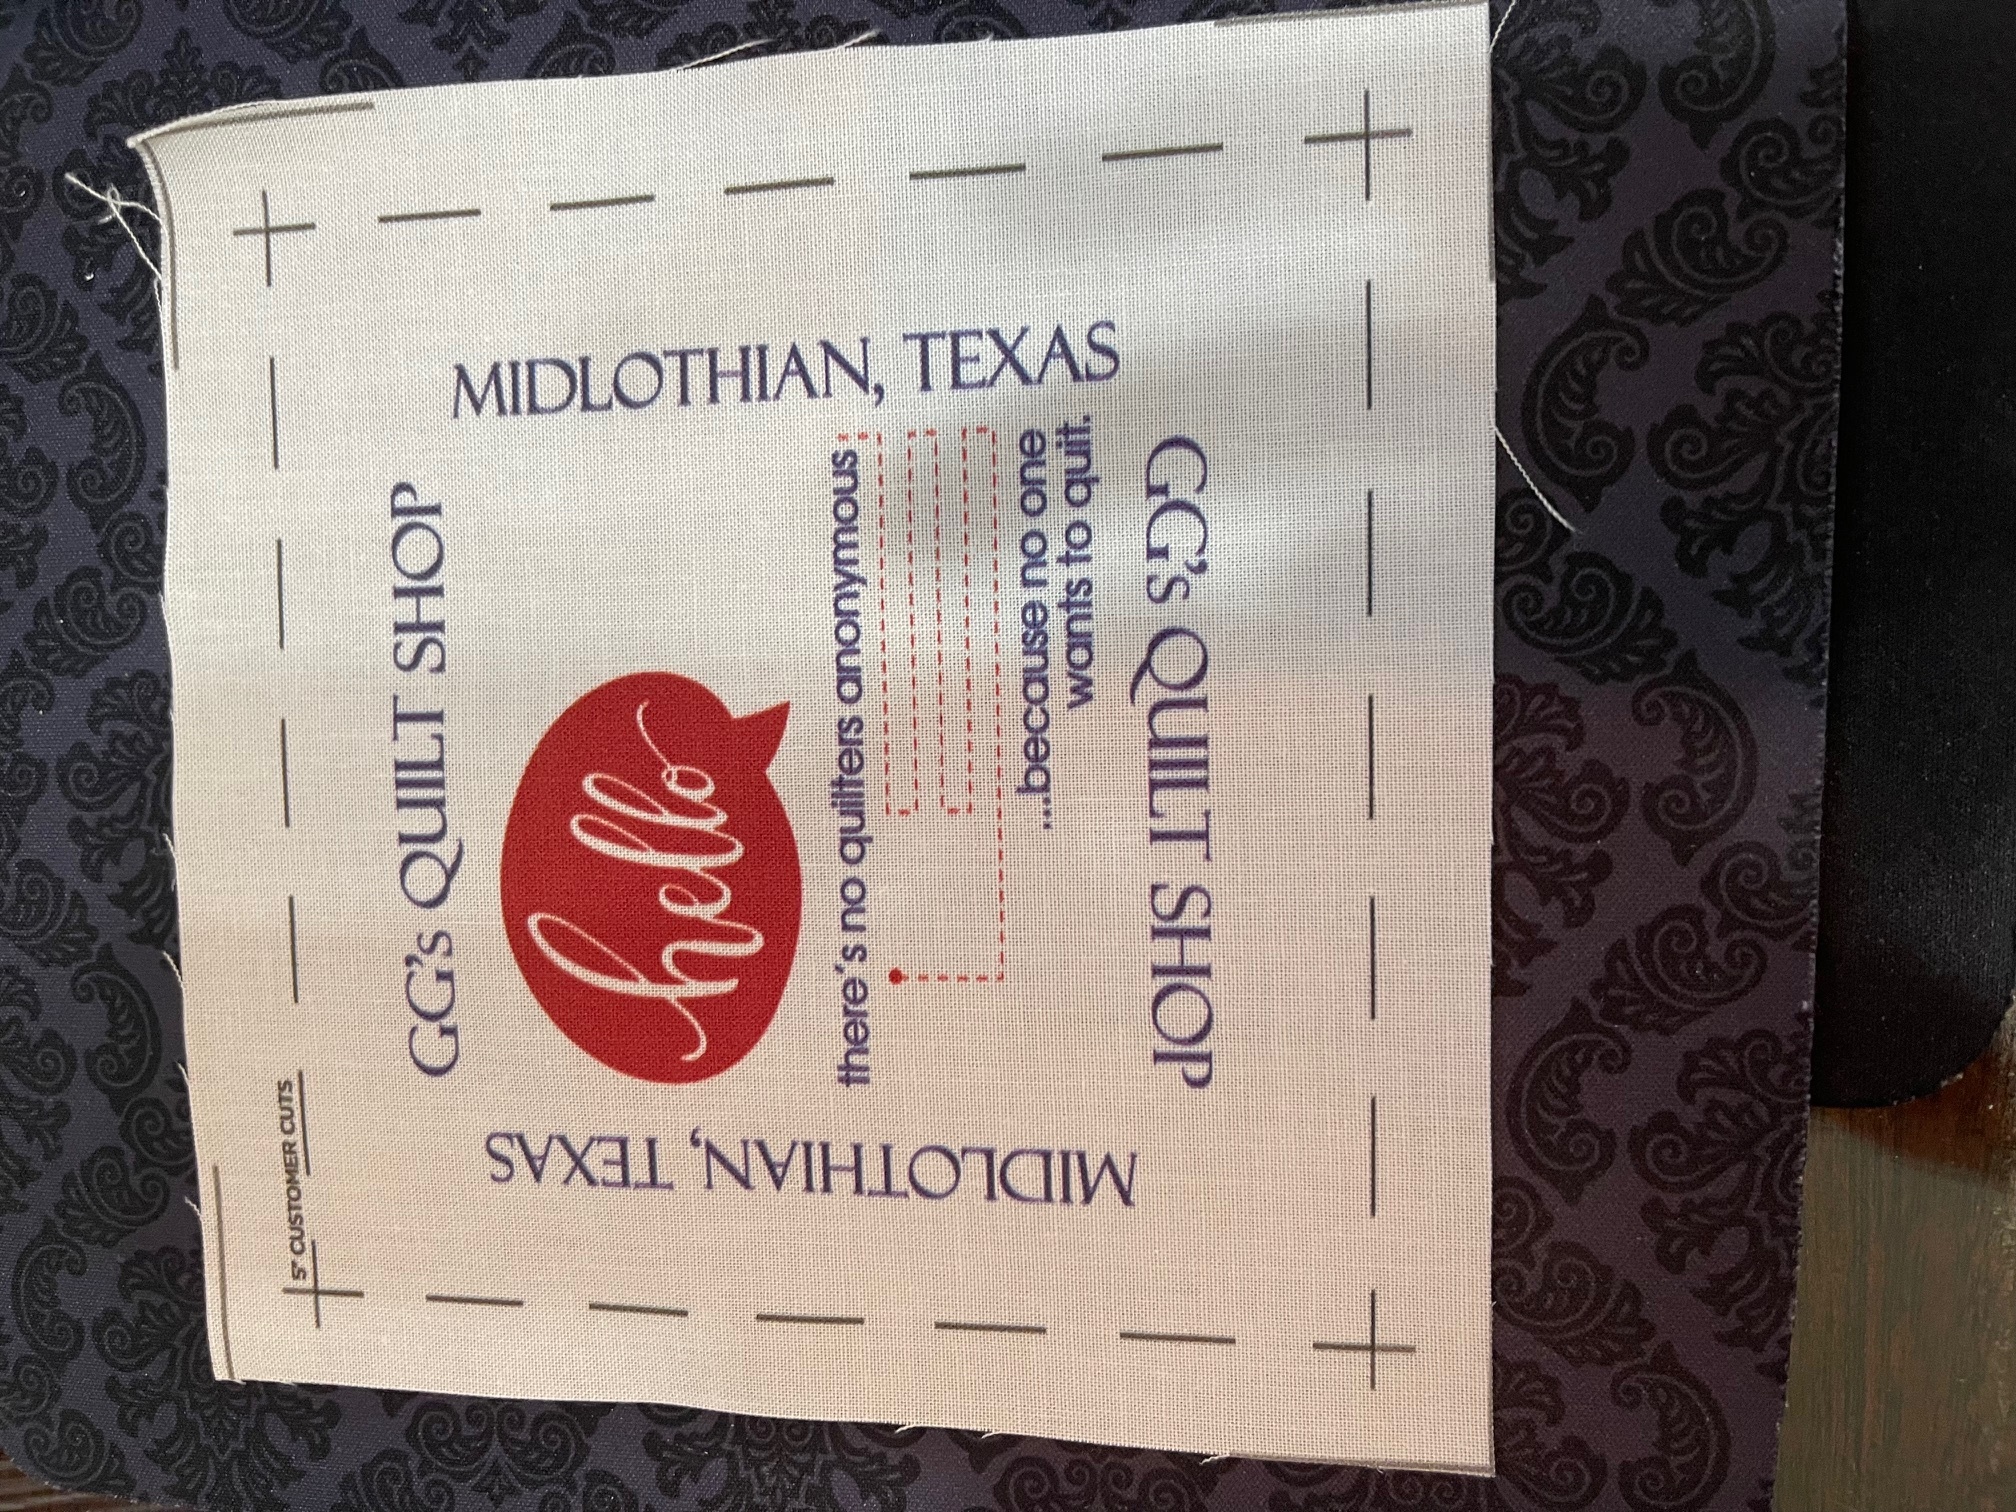 5" CUSTOMER CUTS
GG's QUILT SHOP
MIDLOTHIAN, TEXAS
hello
there's no quilters anonymous
...because no one
wants to quit.
GG's QUILT SHOP
MIDLOTHIAN, TEXAS